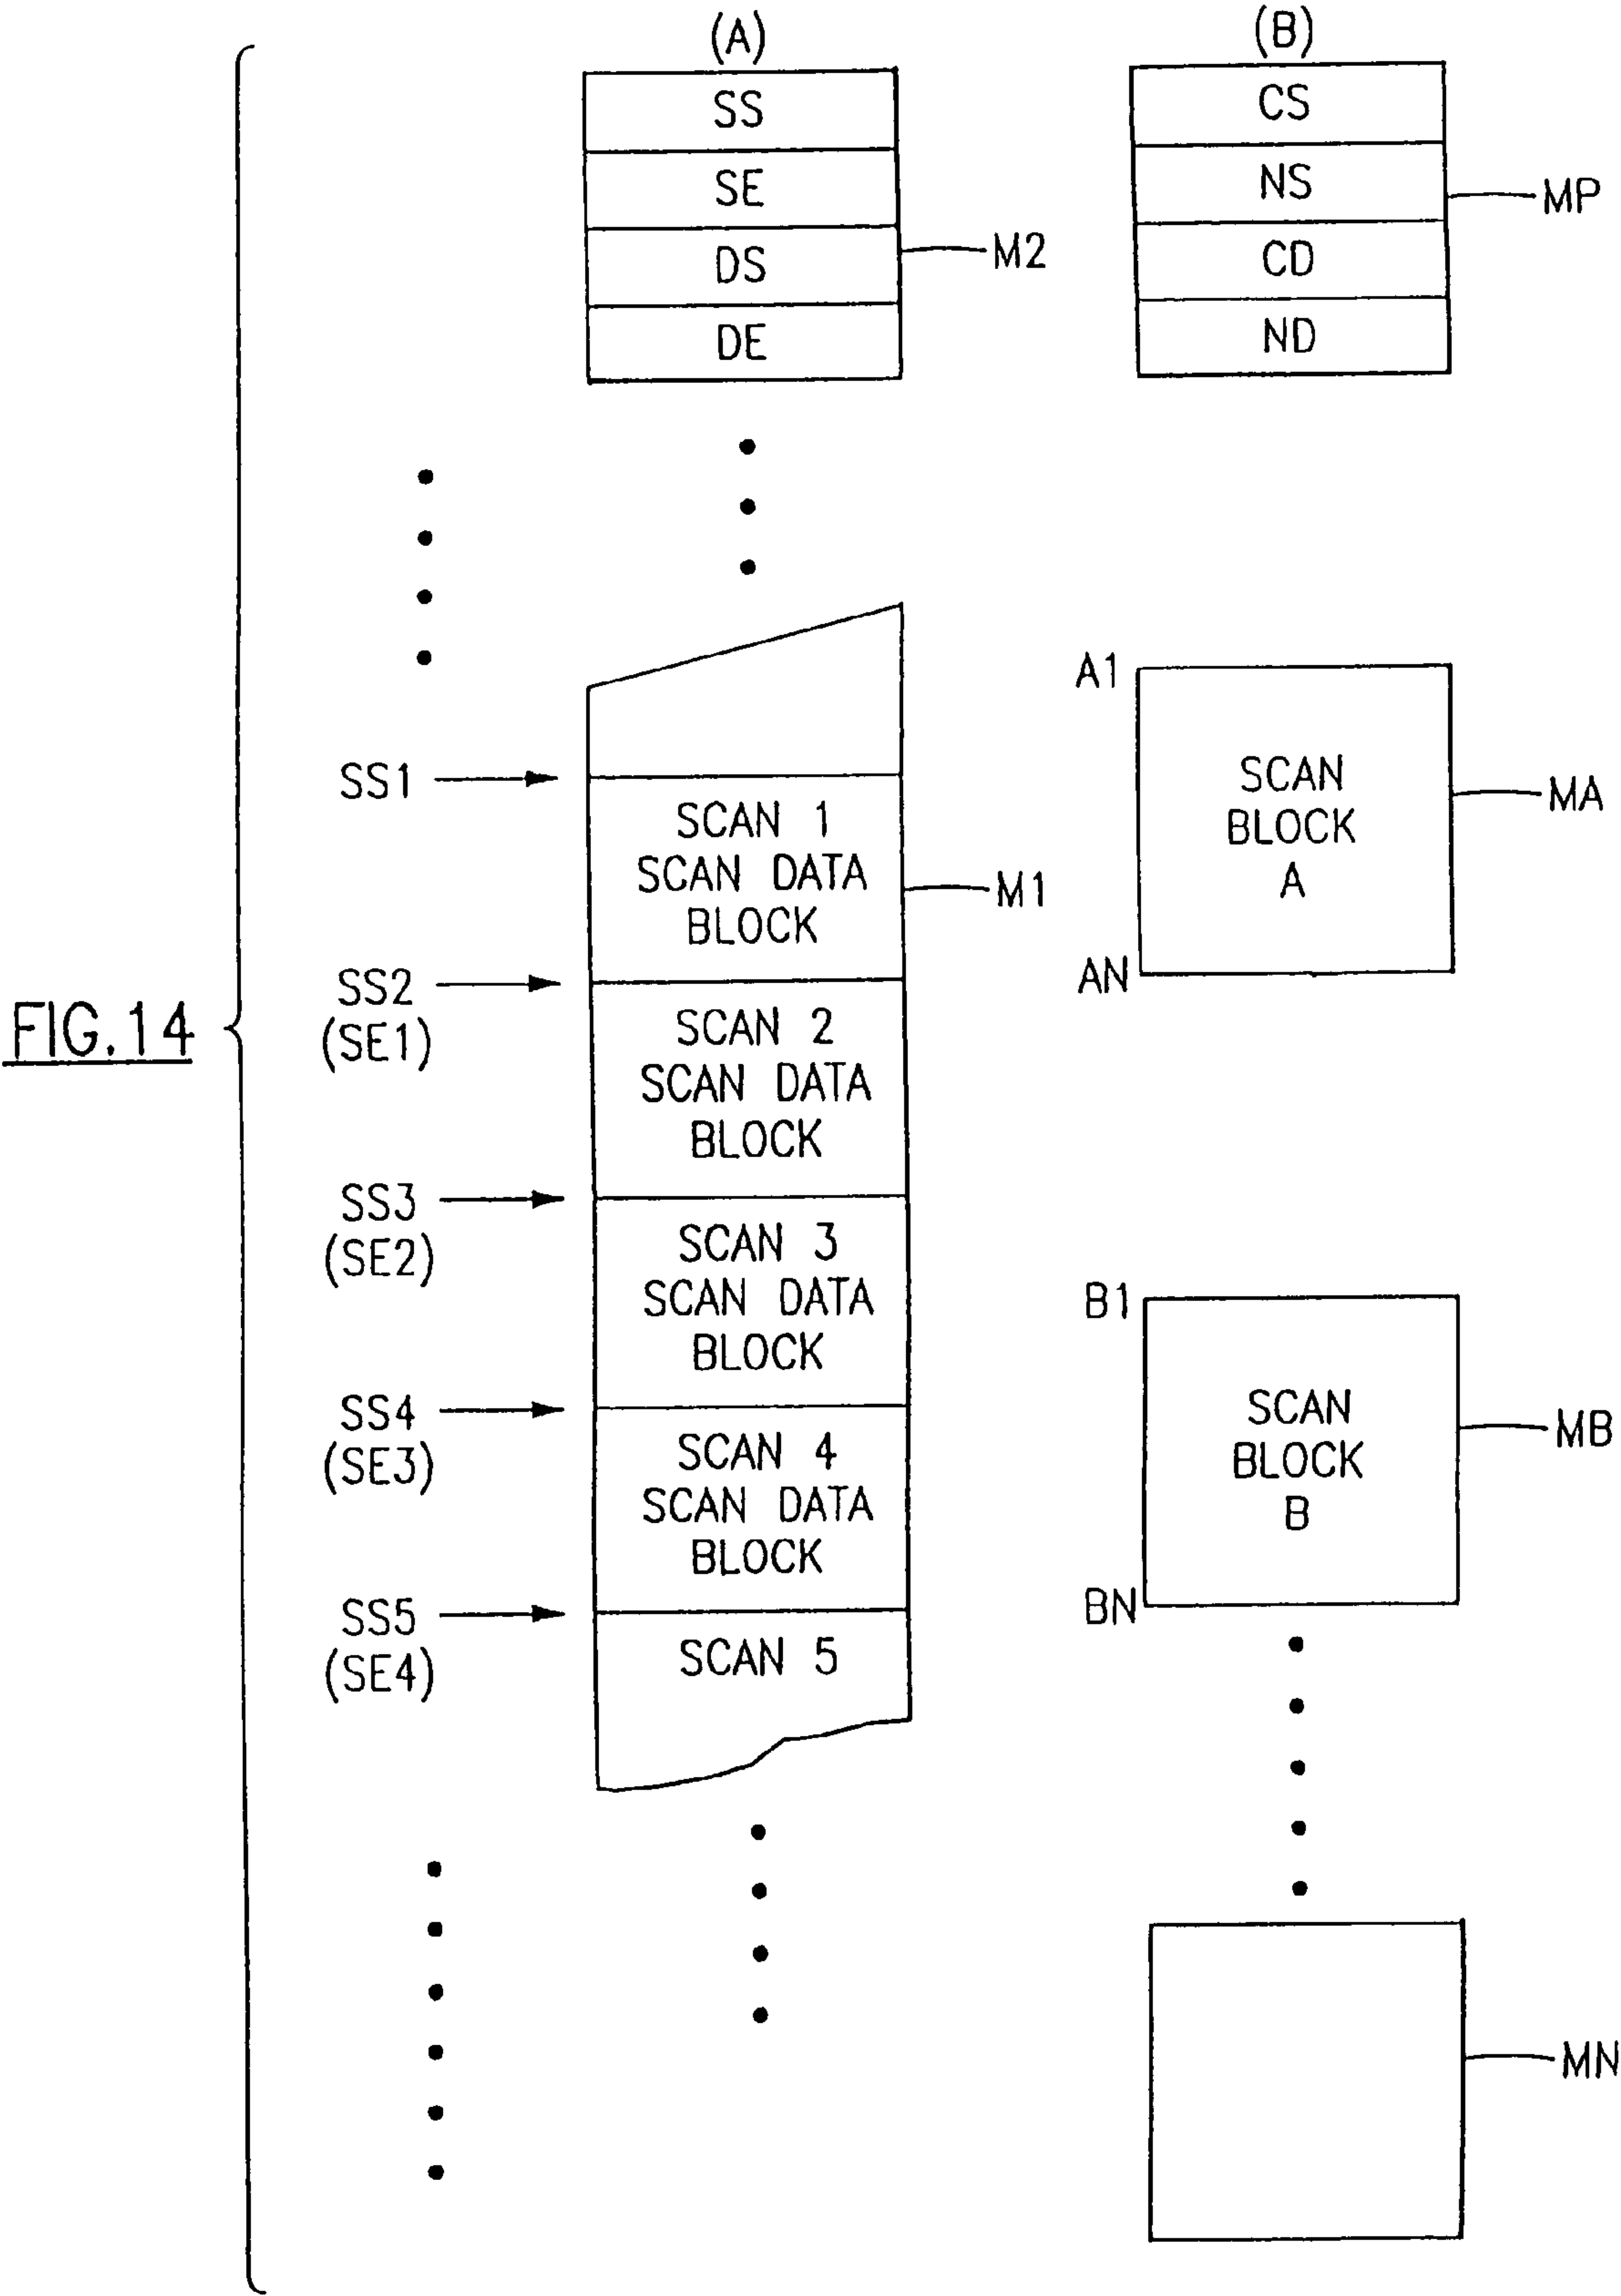 (A)
SS
SE
DS
DE
M2
(B)
CS
NS
CD
ND
MP
FIG.14
SS1
SS2
(SE1)
SS3
(SE2)
SS4
(SE3)
SS5
(SE4)
SCAN 1
SCAN DATA
BLOCK
SCAN 2
SCAN DATA
BLOCK
SCAN 3
SCAN DATA
BLOCK
SCAN 4
SCAN DATA
BLOCK
SCAN 5
M1
A1
SCAN
BLOCK
A
AN
MA
B1
SCAN
BLOCK
B
BN
MB
MN